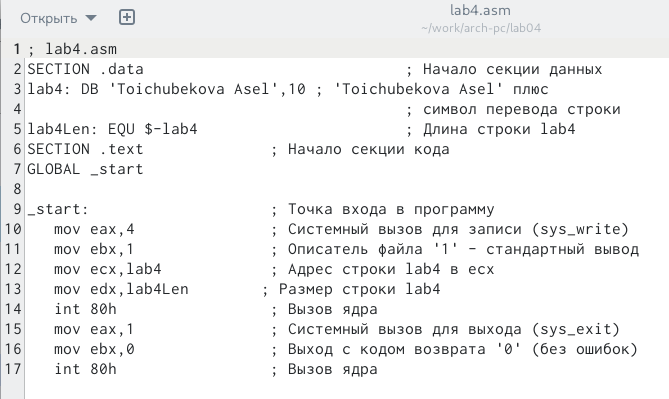 Открыть
lab4.asm
~/work/arch-pc/lab04
1 ; lab4.asm
2 SECTION .data ; Начало секции данных
3 lab4: DB 'Toichubekova Asel',10 ; 'Toichubekova Asel' плюс
4 ; символ перевода строки
5 lab4Len: EQU $-lab4 ; Длина строки lab4
6 SECTION .text ; Начало секции кода
7 GLOBAL _start
8
9 _start: ; Точка входа в программу
10 mov eax,4 ; Системный вызов для записи (sys_write)
11 mov ebx,1 ; Описатель файла '1' - стандартный вывод
12 mov ecx,lab4 ; Адрес строки lab4 в ecx
13 mov edx,lab4Len ; Размер строки lab4
14 int 80h ; Вызов ядра
15 mov eax,1 ; Системный вызов для выхода (sys_exit)
16 mov ebx,0 ; Выход с кодом возврата '0' (без ошибок)
17 int 80h ; Вызов ядра